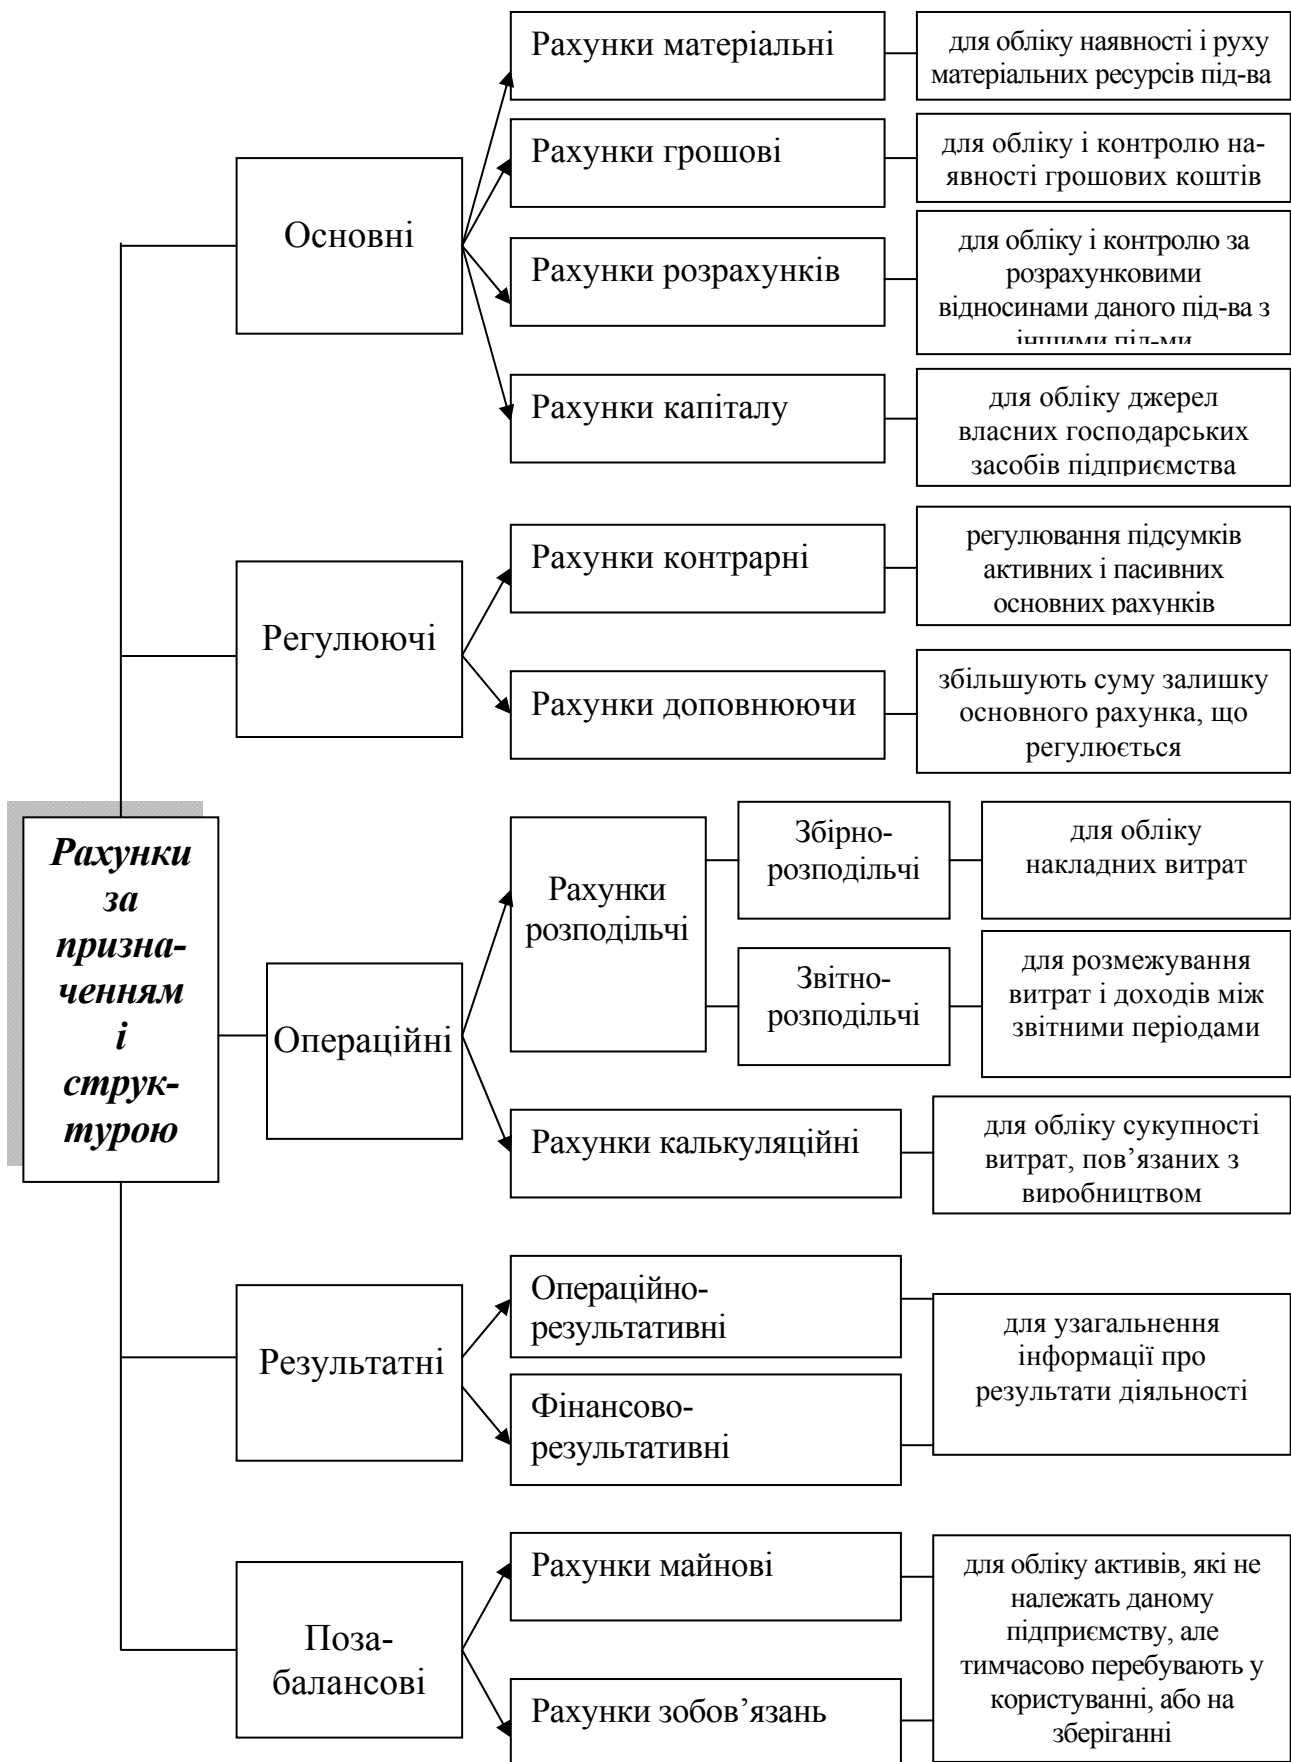 Рахунки матеріальні
для обліку наявності і руху
матеріальних ресурсів під-ва
Рахунки грошові
для обліку і контролю на-
явності грошових коштів
Основні
Рахунки розрахунків
для обліку і контролю за
розрахунковими
відносинами даного під-ва з
іншими під-ми
Рахунки капіталу
для обліку джерел
власних господарських
засобів підприємства
Рахунки контрарні
регулювання підсумків
активних і пасивних
основних рахунків
Регулюючі
Рахунки доповнюючи
збільшують суму залишку
основного рахунка, що
регулюється
Рахунки
за
призна-
ченням
і
струк-
турою
Операційні
Рахунки
розподільчі
Збірно-
розподільчі
для обліку
накладних витрат
Звітно-
розподільчі
для розмежування
витрат і доходів між
звітними періодами
Рахунки калькуляційні
для обліку сукупності
витрат, пов’язаних з
виробництвом
Результатні
Операційно-
результативні
Фінансово-
результативні
для узагальнення
інформації про
результати діяльності
Поза-
балансові
Рахунки майнові
Рахунки зобов’язань
для обліку активів, які не
належать даному
підприємству, але
тимчасово перебувають у
користуванні, або на
зберіганні